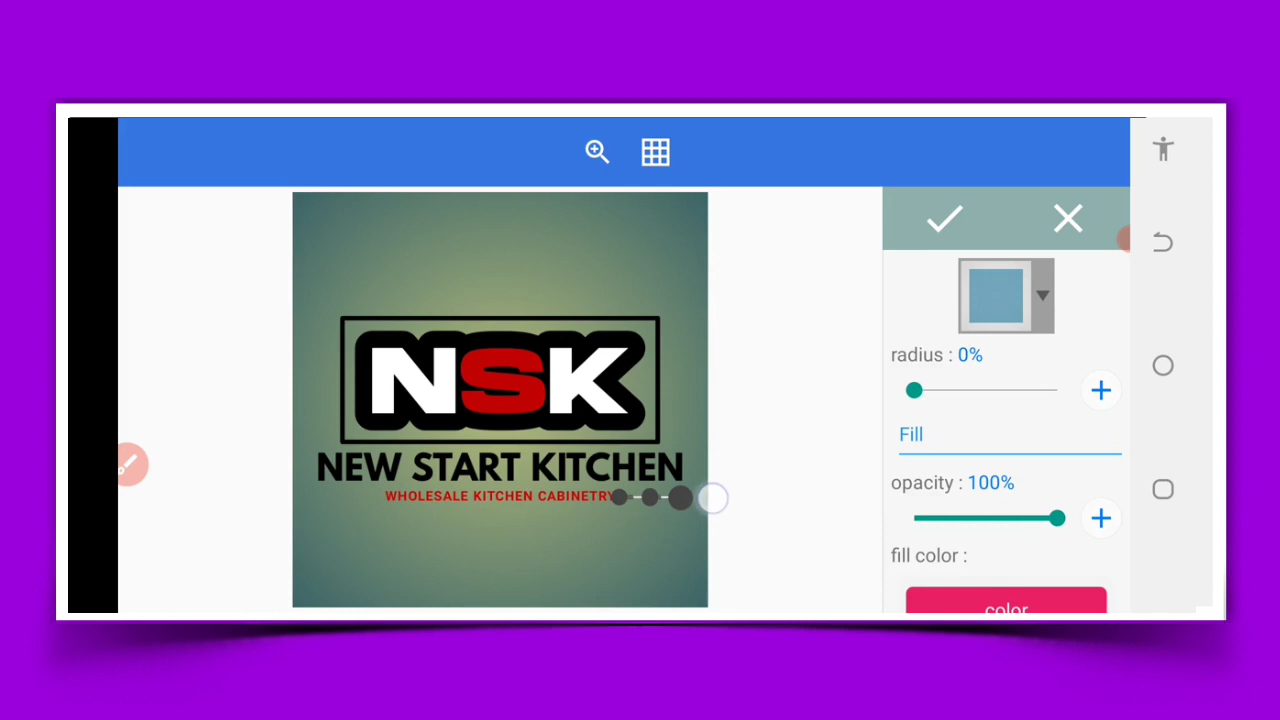 NSK
NEW START KITCHEN
WHOLESALE KITCHEN CABINETRY
radius : 0%
Fill
opacity : 100%
fill color :
color